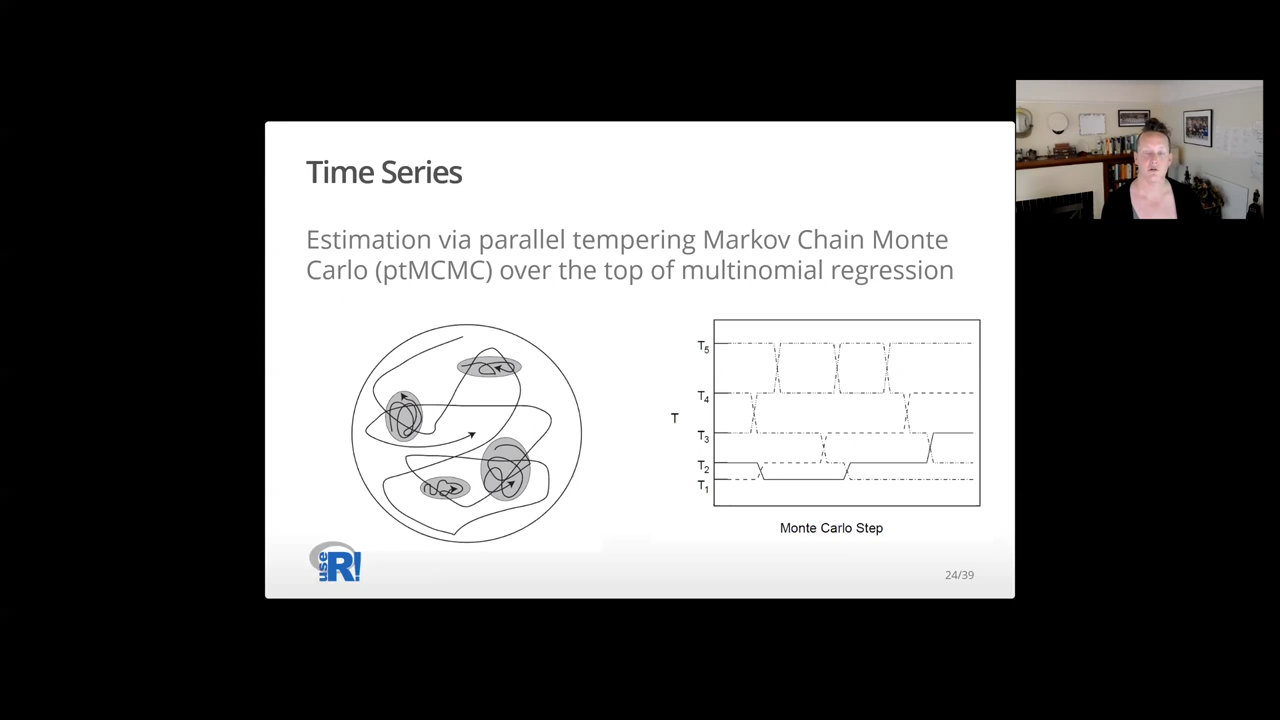 Time Series
Estimation via parallel tempering Markov Chain Monte
Carlo (ptMCMC) over the top of multinomial regression
T5
T4
T
T3
T2
T1
Monte Carlo Step
use
R!
24/39